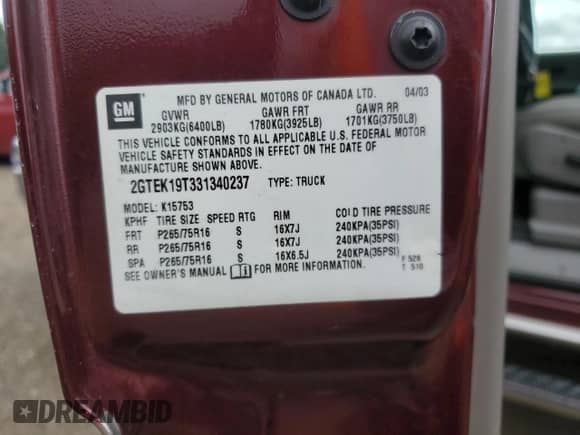 GM
MFD BY GENERAL MOTORS OF CANADA LTD. 04/03
GVWR GAWR FRT GAWR RR
2903KG(6400LB) 1780KG(3925LB) 1701KG(3750LB)
THIS VEHICLE CONFORMS TO ALL APPLICABLE U.S. FEDERAL MOTOR
VEHICLE SAFETY STANDARDS IN EFFECT ON THE DATE OF
MANUFACTURE SHOWN ABOVE.
2GTEK19T331340237 TYPE: TRUCK
MODEL: K15753
KPHF TIRE SIZE SPEED RTG RIM COLD TIRE PRESSURE
FRT P265/75R16 S 16X7J 240KPA(35PSI)
RR P265/75R16 S 16X7J 240KPA(35PSI)
SPA P265/75R16 S 16X6.5J 240KPA(35PSI)
SEE OWNER'S MANUAL FOR MORE INFORMATION.
F 526
T 510
DREAMBID